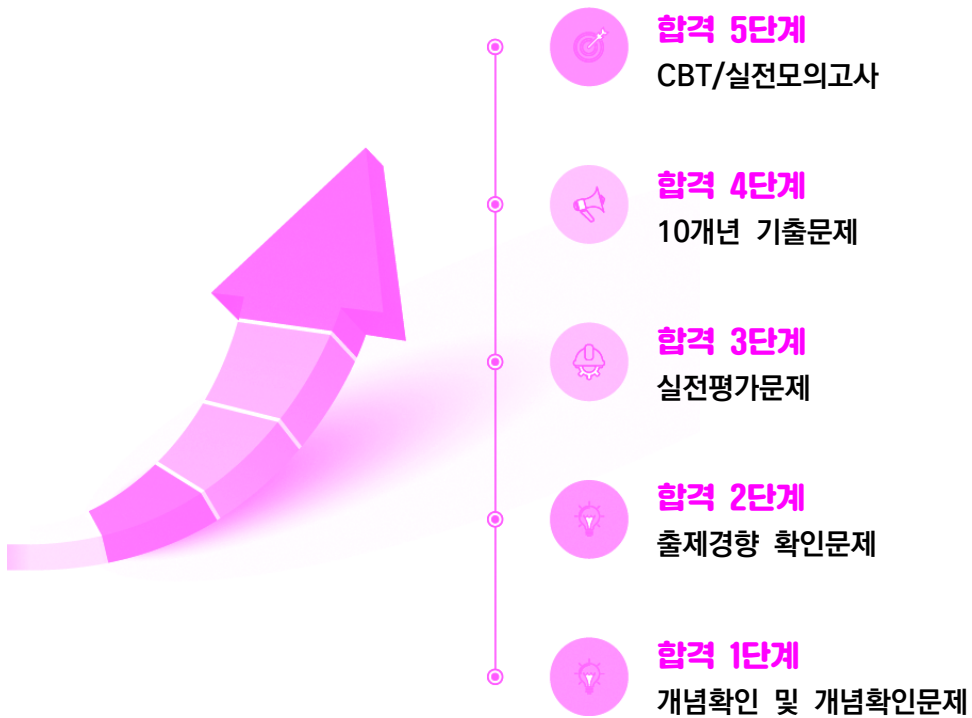 합격 5단계
CBT/실전모의고사
합격 4단계
10개년 기출문제
합격 3단계
실전평가문제
합격 2단계
출제경향 확인문제
합격 1단계
개념확인 및 개념확인문제